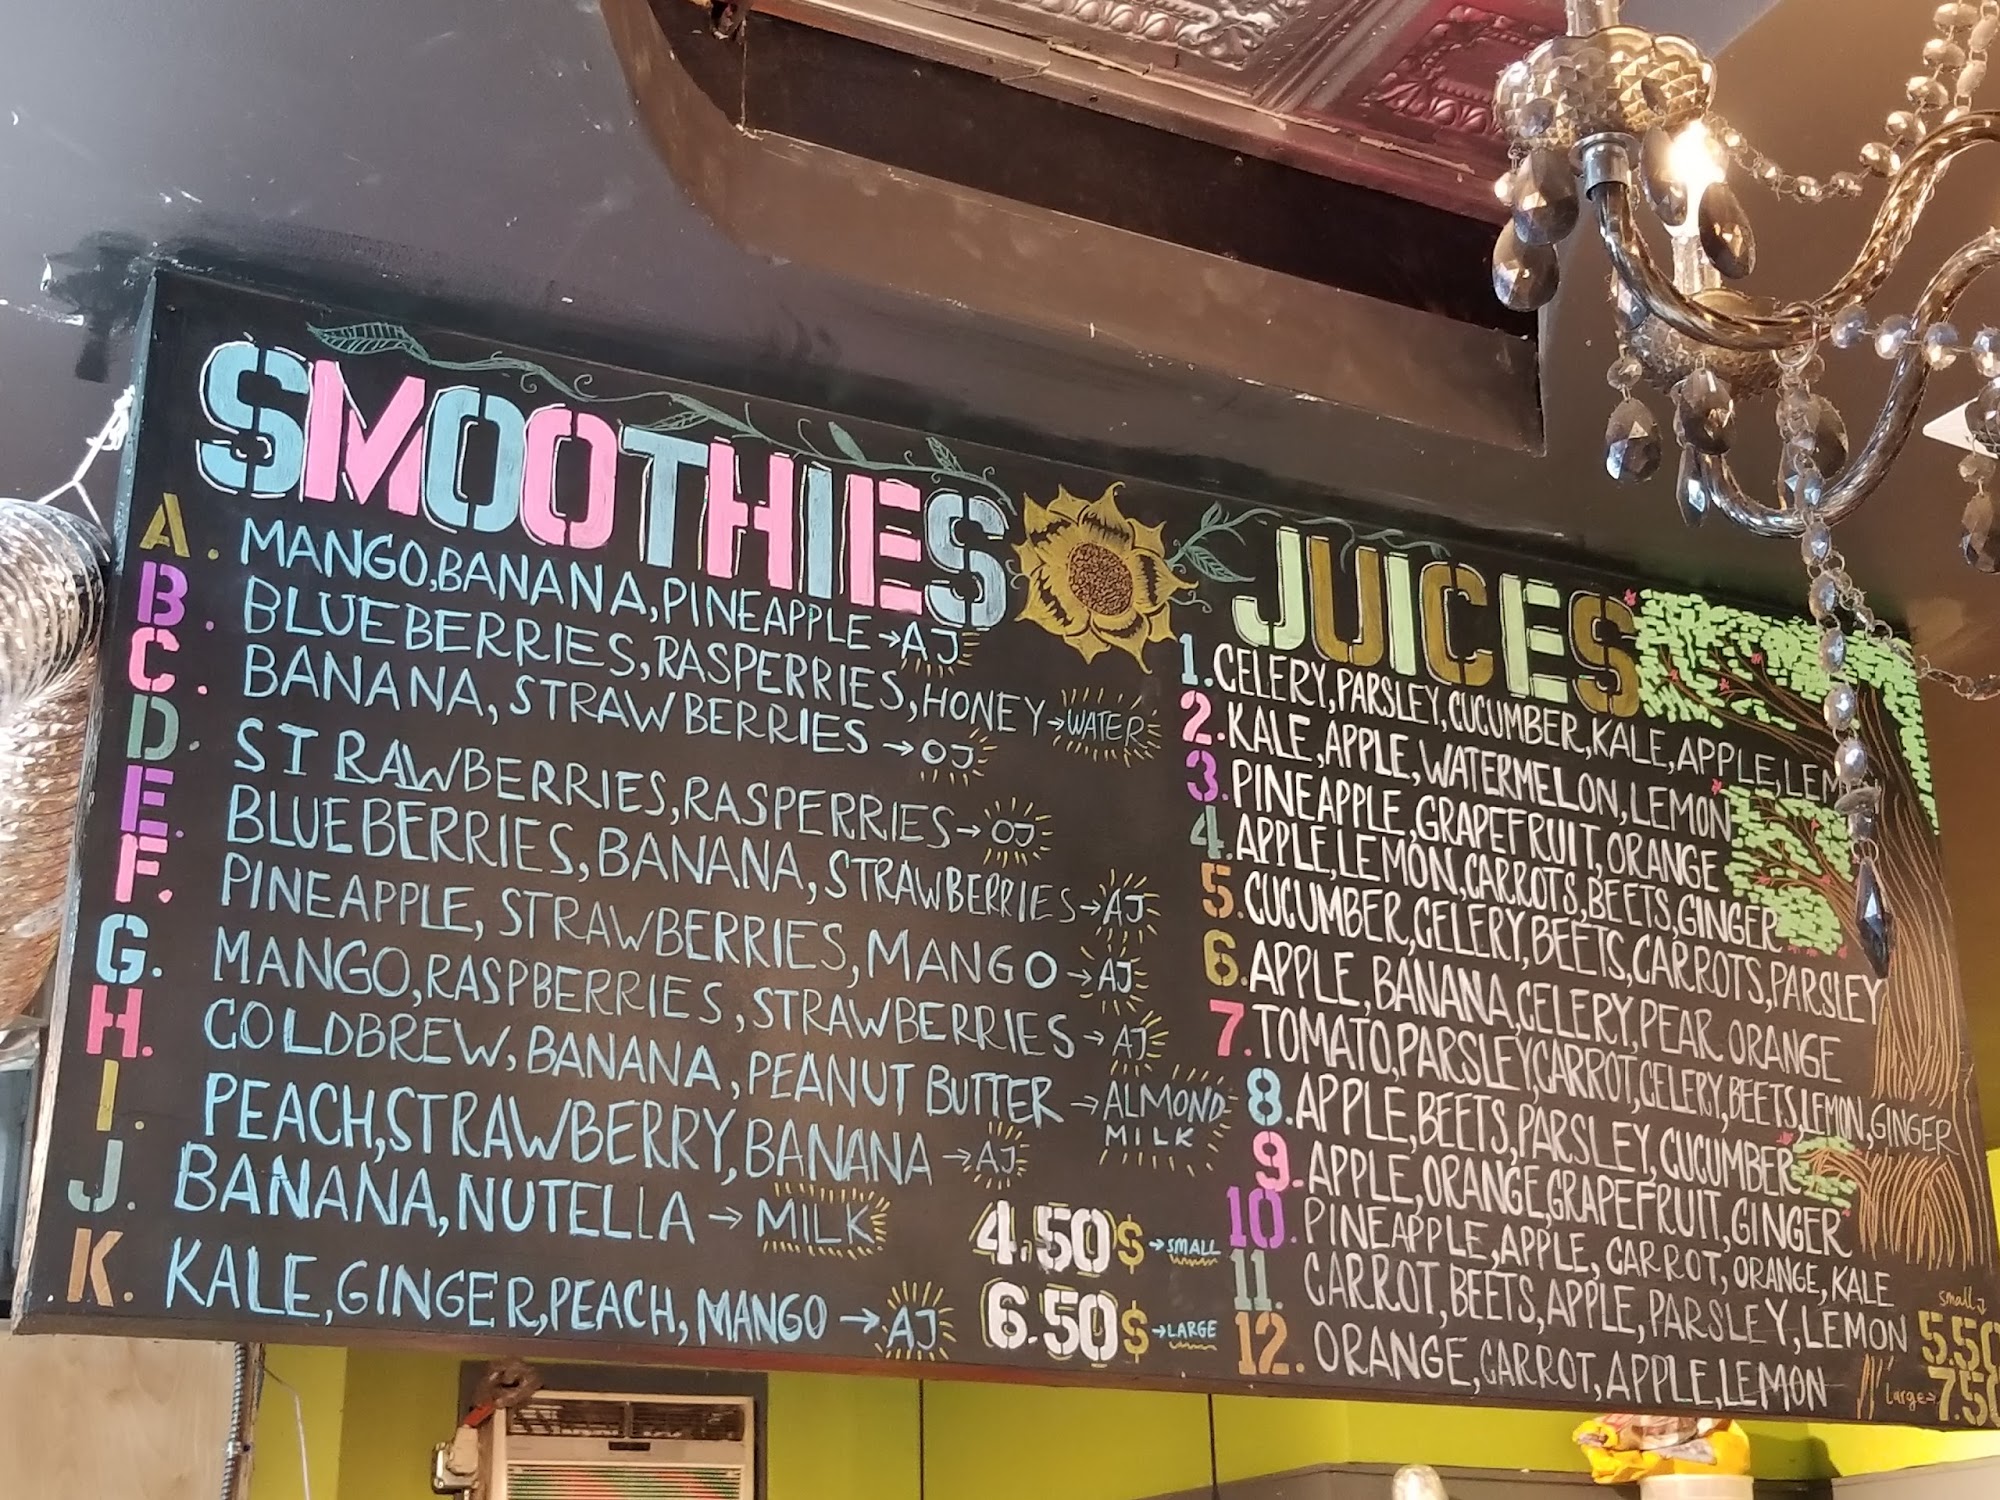 SMOOTHIES
A. MANGO, BANANA, PINEAPPLE → AJ
B. BLUEBERRIES, RASPERRIES, HONEY → WATER
C. BANANA, STRAWBERRIES → OJ
D. STRAWBERRIES, RASPERRIES → OJ
E. BLUEBERRIES, BANANA, STRAWBERRIES → AJ
F. PINEAPPLE, STRAWBERRIES, MANGO → AJ
G. MANGO, RASPBERRIES, STRAWBERRIES → AJ
H. COLDBREW, BANANA, PEANUT BUTTER → ALMOND MILK
I. PEACH, STRAWBERRY, BANANA → AJ
J. BANANA, NUTELLA → MILK
K. KALE, GINGER, PEACH, MANGO → AJ
4.50$ → SMALL
6.50$ → LARGE
JUICES
1. CELERY, PARSLEY, CUCUMBER, KALE, APPLE, LEMON
2. KALE, APPLE, WATERMELON, LEMON
3. PINEAPPLE, GRAPEFRUIT, ORANGE
4. APPLE, LEMON, CARROTS, BEETS, GINGER
5. CUCUMBER, CELERY, BEETS, CARROTS, PARSLEY
6. APPLE, BANANA, CELERY, PEAR ORANGE
7. TOMATO, PARSLEY, CARROT, CELERY, BEETS, LEMON, GINGER
8. APPLE, BEETS, PARSLEY, CUCUMBER
9. APPLE, ORANGE, GRAPEFRUIT, GINGER
10. PINEAPPLE, APPLE, CARROT, ORANGE, KALE
11. CARROT, BEETS, APPLE, PARSLEY, LEMON
12. ORANGE, CARROT, APPLE, LEMON
small
5.50
Large → 7.50